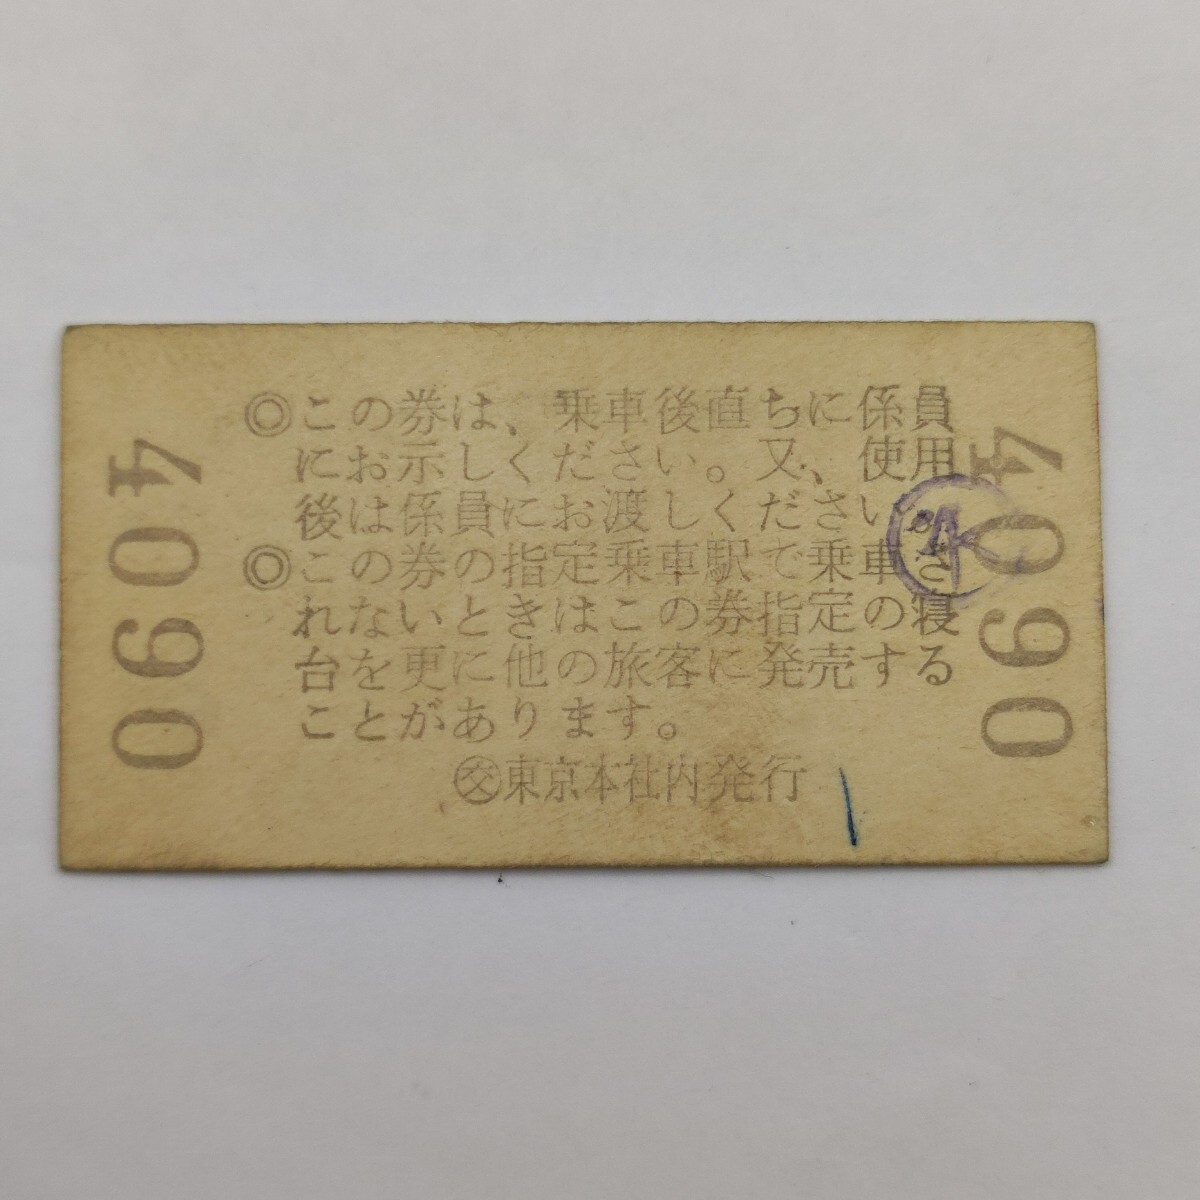 ◎この券は、乗車後直ちに係員
にお示しください。又、使用
後は係員にお渡しください。
◎この券の指定乗車駅で乗車さ
れないときはこの券指定の寝
台を更に他の旅客に発売する
ことがあります。
㊋東京本社内発行
4090
4090